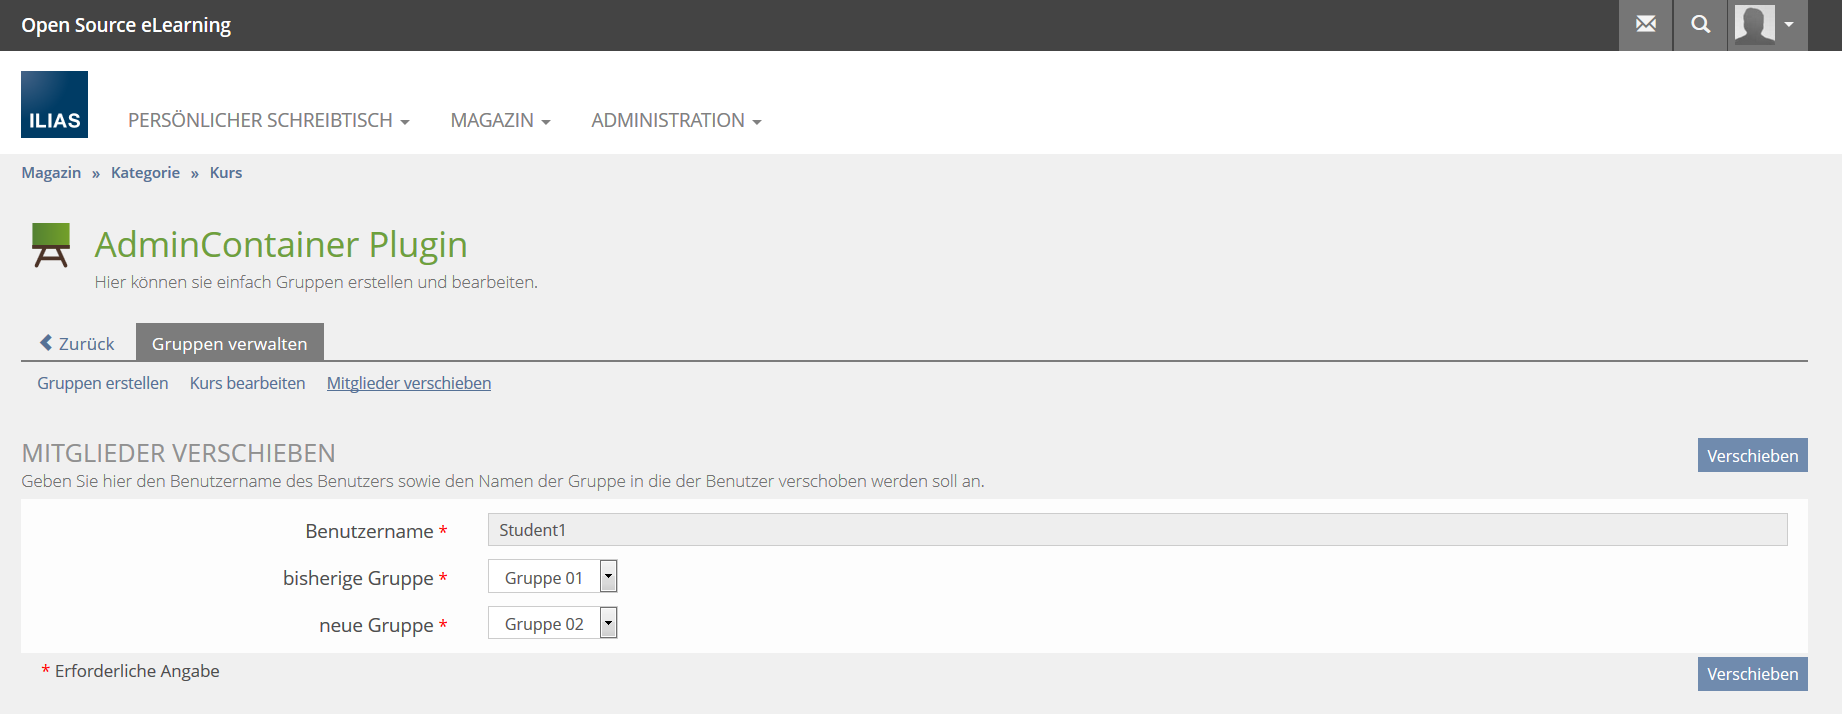 Open Source eLearning
ILIAS
PERSÖNLICHER SCHREIBTISCH MAGAZIN ADMINISTRATION
Magazin » Kategorie » Kurs
AdminContainer Plugin
Hier können sie einfach Gruppen erstellen und bearbeiten.
Zurück Gruppen verwalten
Gruppen erstellen Kurs bearbeiten Mitglieder verschieben
MITGLIEDER VERSCHIEBEN Verschieben
Geben Sie hier den Benutzername des Benutzers sowie den Namen der Gruppe in die der Benutzer verschoben werden soll an.
Benutzername * Student1
bisherige Gruppe * Gruppe 01
neue Gruppe * Gruppe 02
* Erforderliche Angabe Verschieben